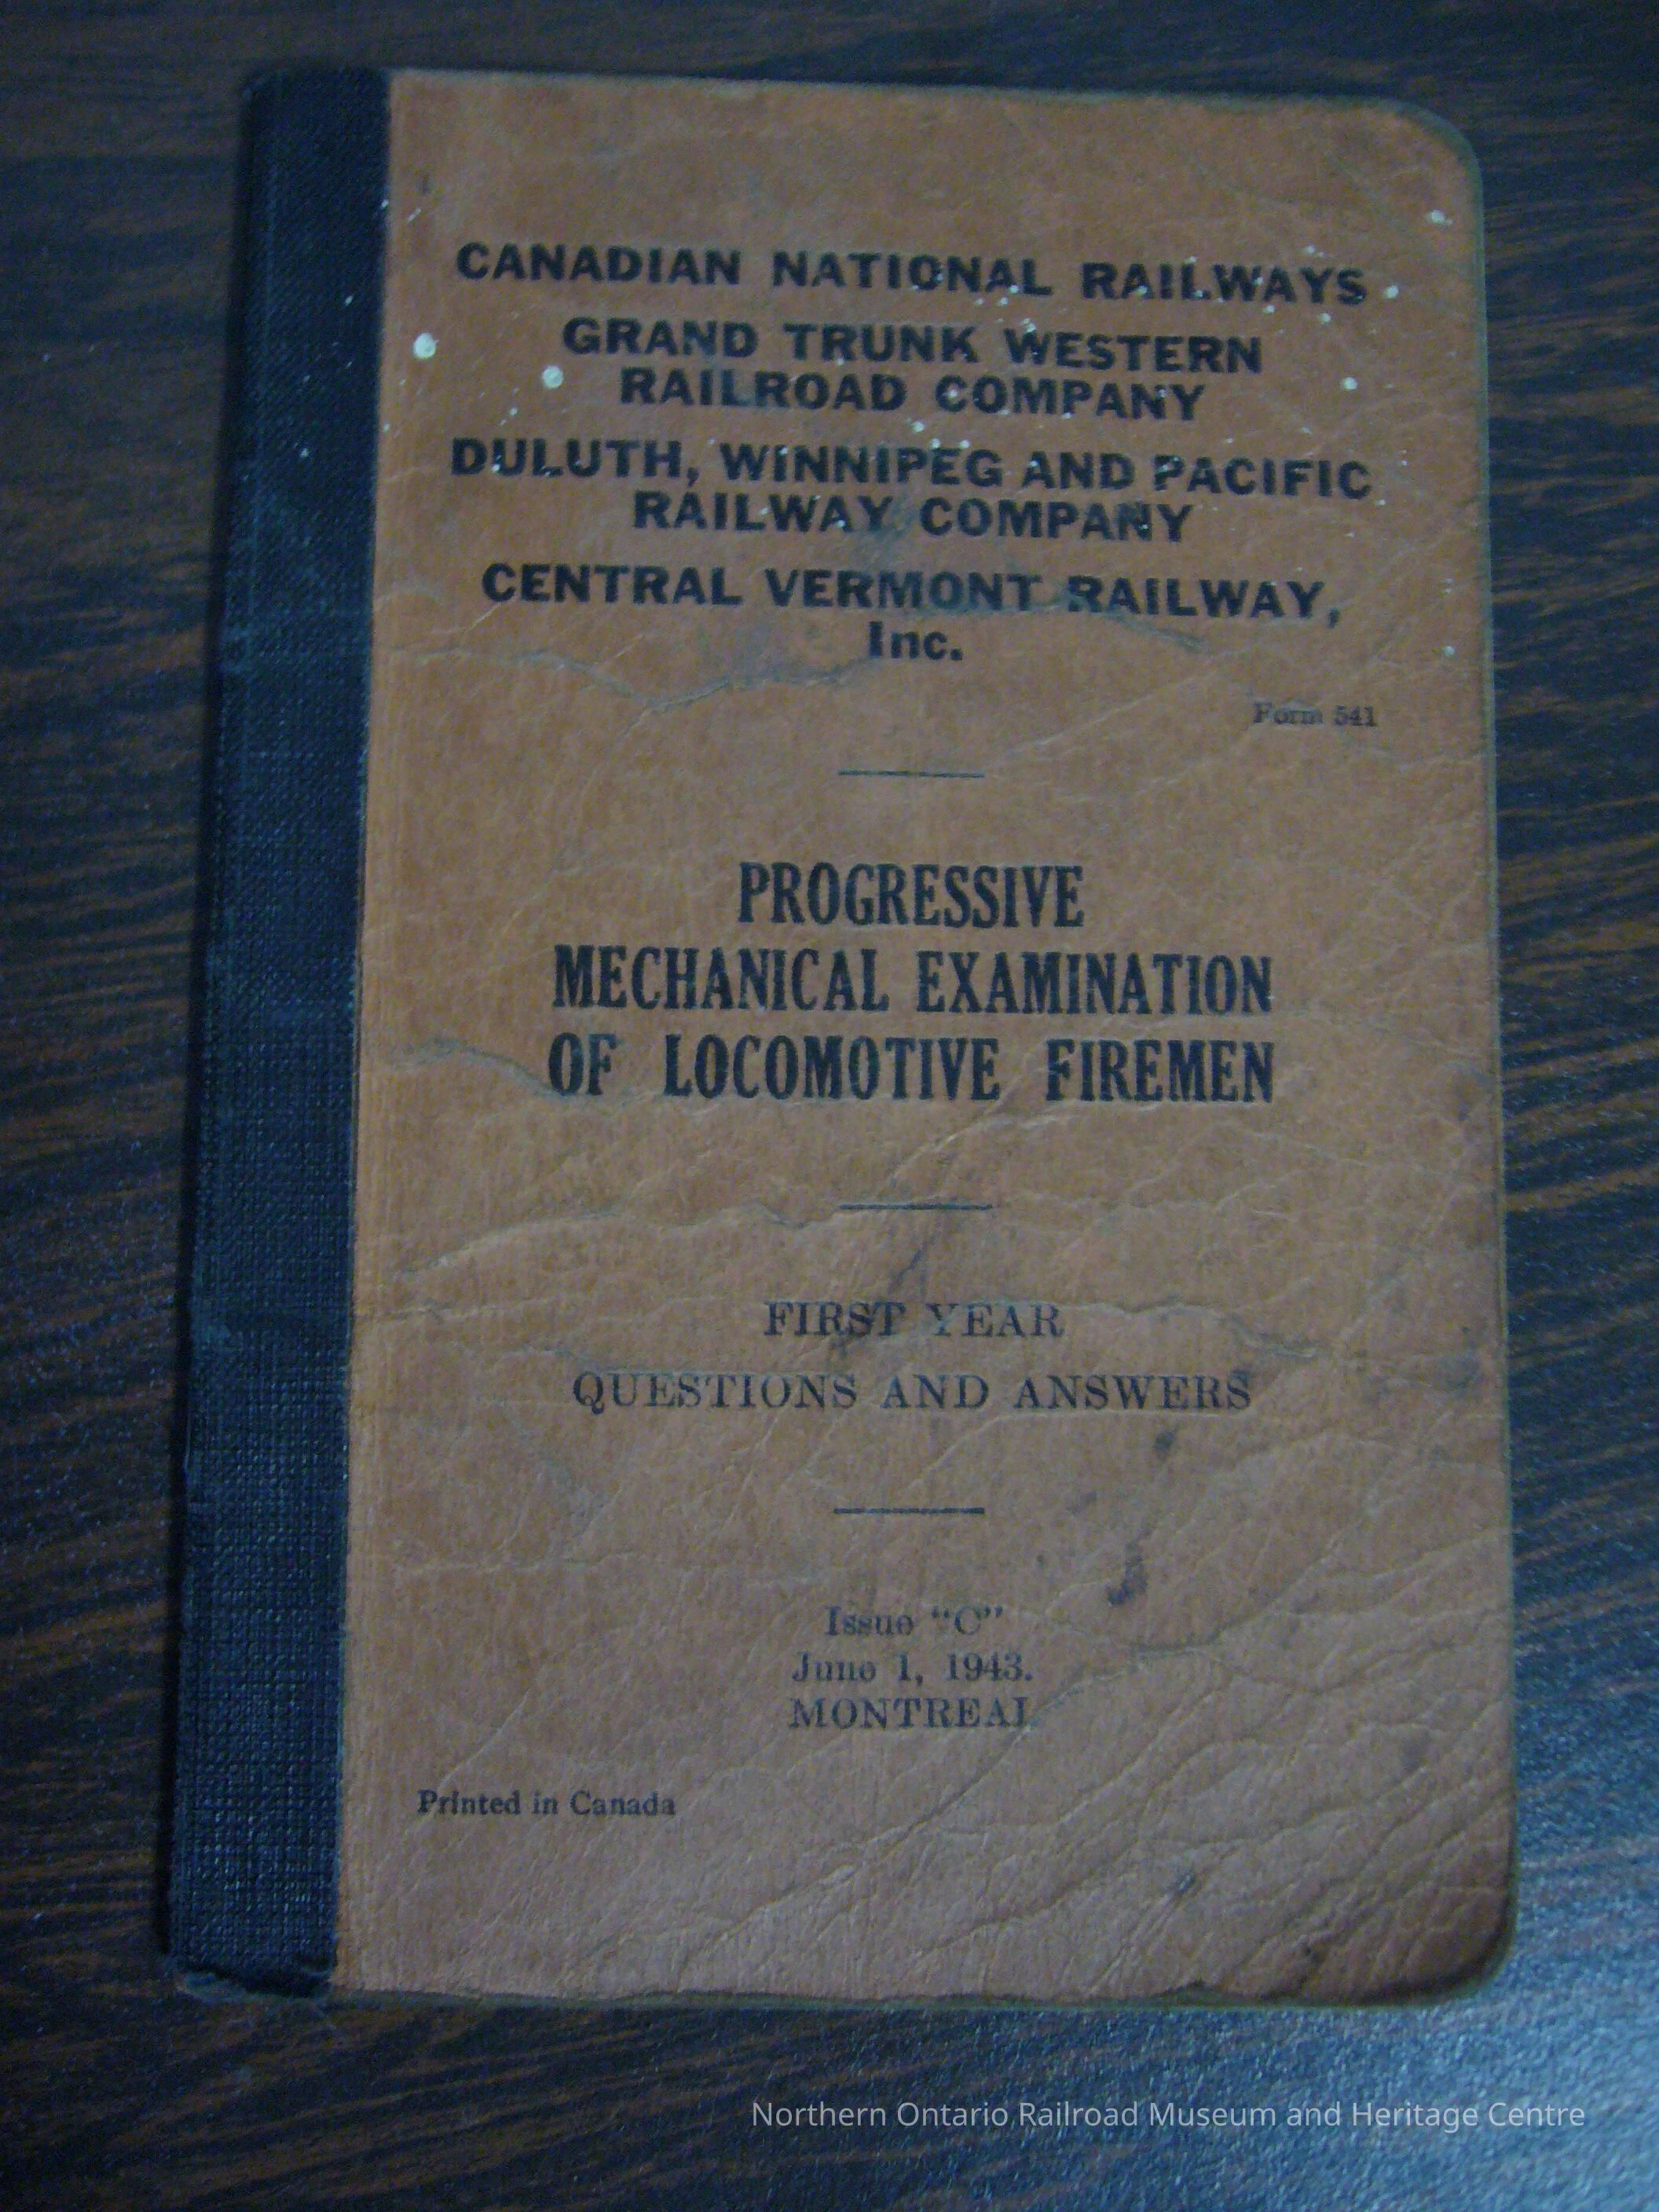 CANADIAN NATIONAL RAILWAYS
GRAND TRUNK WESTERN
RAILROAD COMPANY
DULUTH, WINNIPEG AND PACIFIC
RAILWAY COMPANY
CENTRAL VERMONT RAILWAY,
Inc.
Form 541
PROGRESSIVE
MECHANICAL EXAMINATION
OF LOCOMOTIVE FIREMEN
FIRST YEAR
QUESTIONS AND ANSWERS
Issue "C"
June 1, 1943.
MONTREAL
Printed in Canada
Northern Ontario Railroad Museum and Heritage Centre